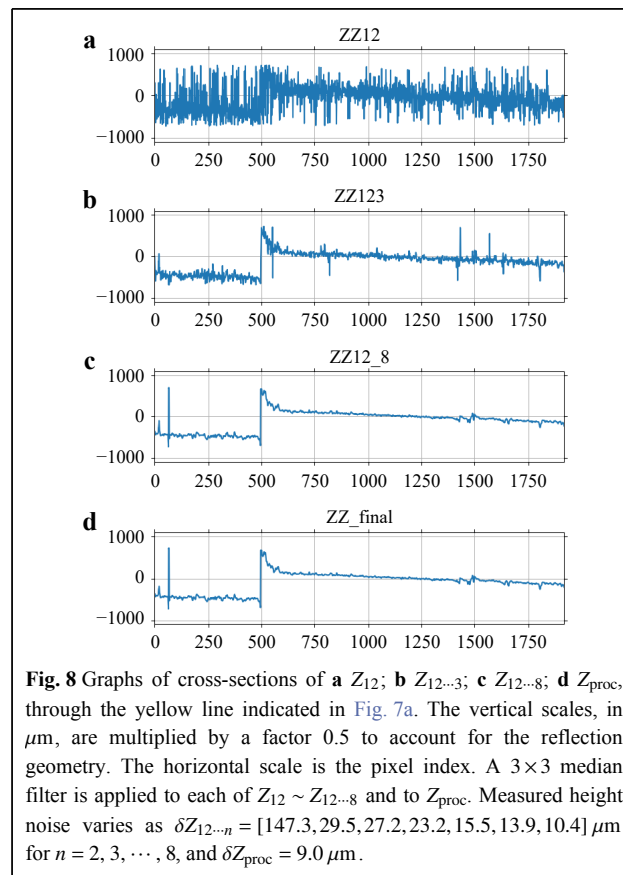 a
ZZ12
1000
0
−1000
0 250 500 750 1000 1250 1500 1750
b
ZZ123
1000
0
−1000
0 250 500 750 1000 1250 1500 1750
c
ZZ12_8
1000
0
−1000
0 250 500 750 1000 1250 1500 1750
d
ZZ_final
1000
0
−1000
0 250 500 750 1000 1250 1500 1750
Fig. 8 Graphs of cross-sections of a Z₁₂; b Z₁₂…₃; c Z₁₂…₈; d Z_proc,
through the yellow line indicated in Fig. 7a. The vertical scales, in
μm, are multiplied by a factor 0.5 to account for the reflection
geometry. The horizontal scale is the pixel index. A 3×3 median
filter is applied to each of Z₁₂ ~ Z₁₂…₈ and to Z_proc. Measured height
noise varies as δZ₁₂…ₙ = [147.3,29.5,27.2,23.2,15.5,13.9,10.4] μm
for n = 2, 3, ⋯, 8, and δZ_proc = 9.0 μm.